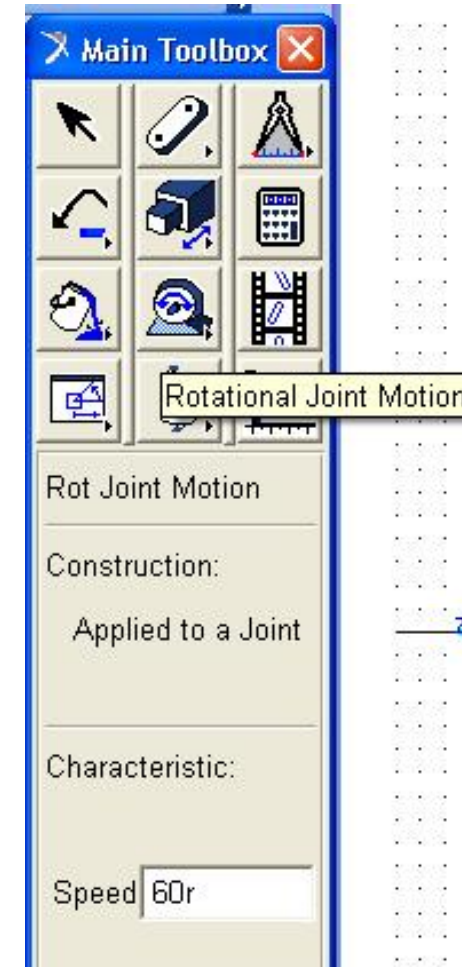 Main Toolbox
Rotational Joint Motion
Rot Joint Motion
Construction:
Applied to a Joint
Characteristic:
Speed 60r